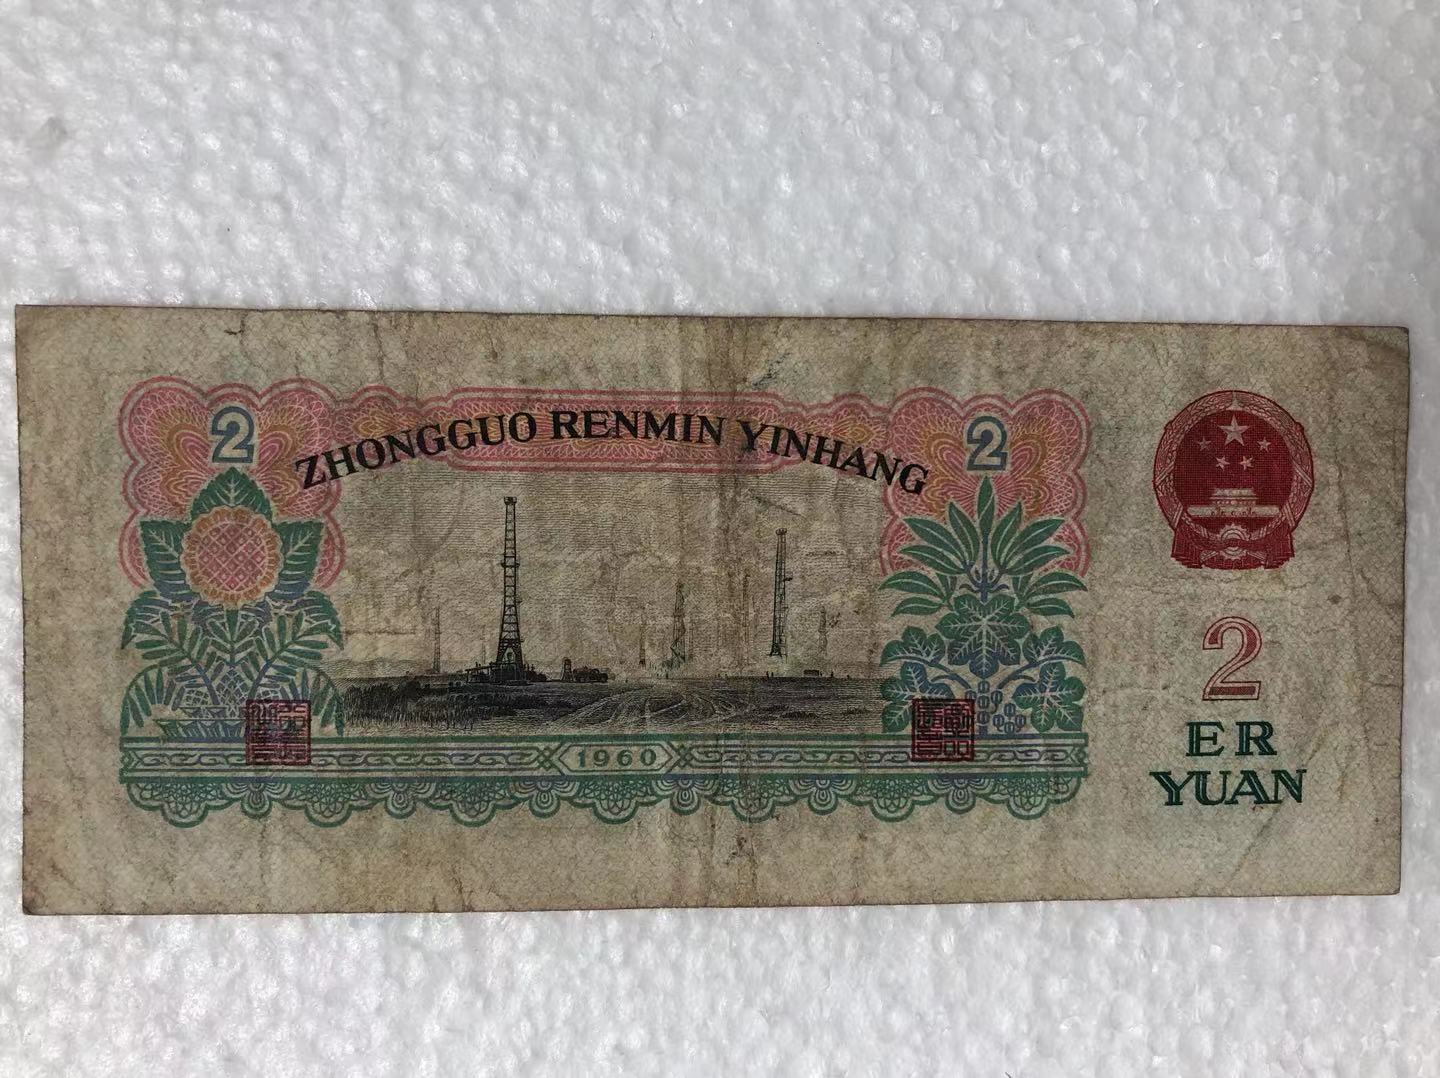 2
ZHONGGUO RENMIN YINHANG
2
2
ER
YUAN
1960